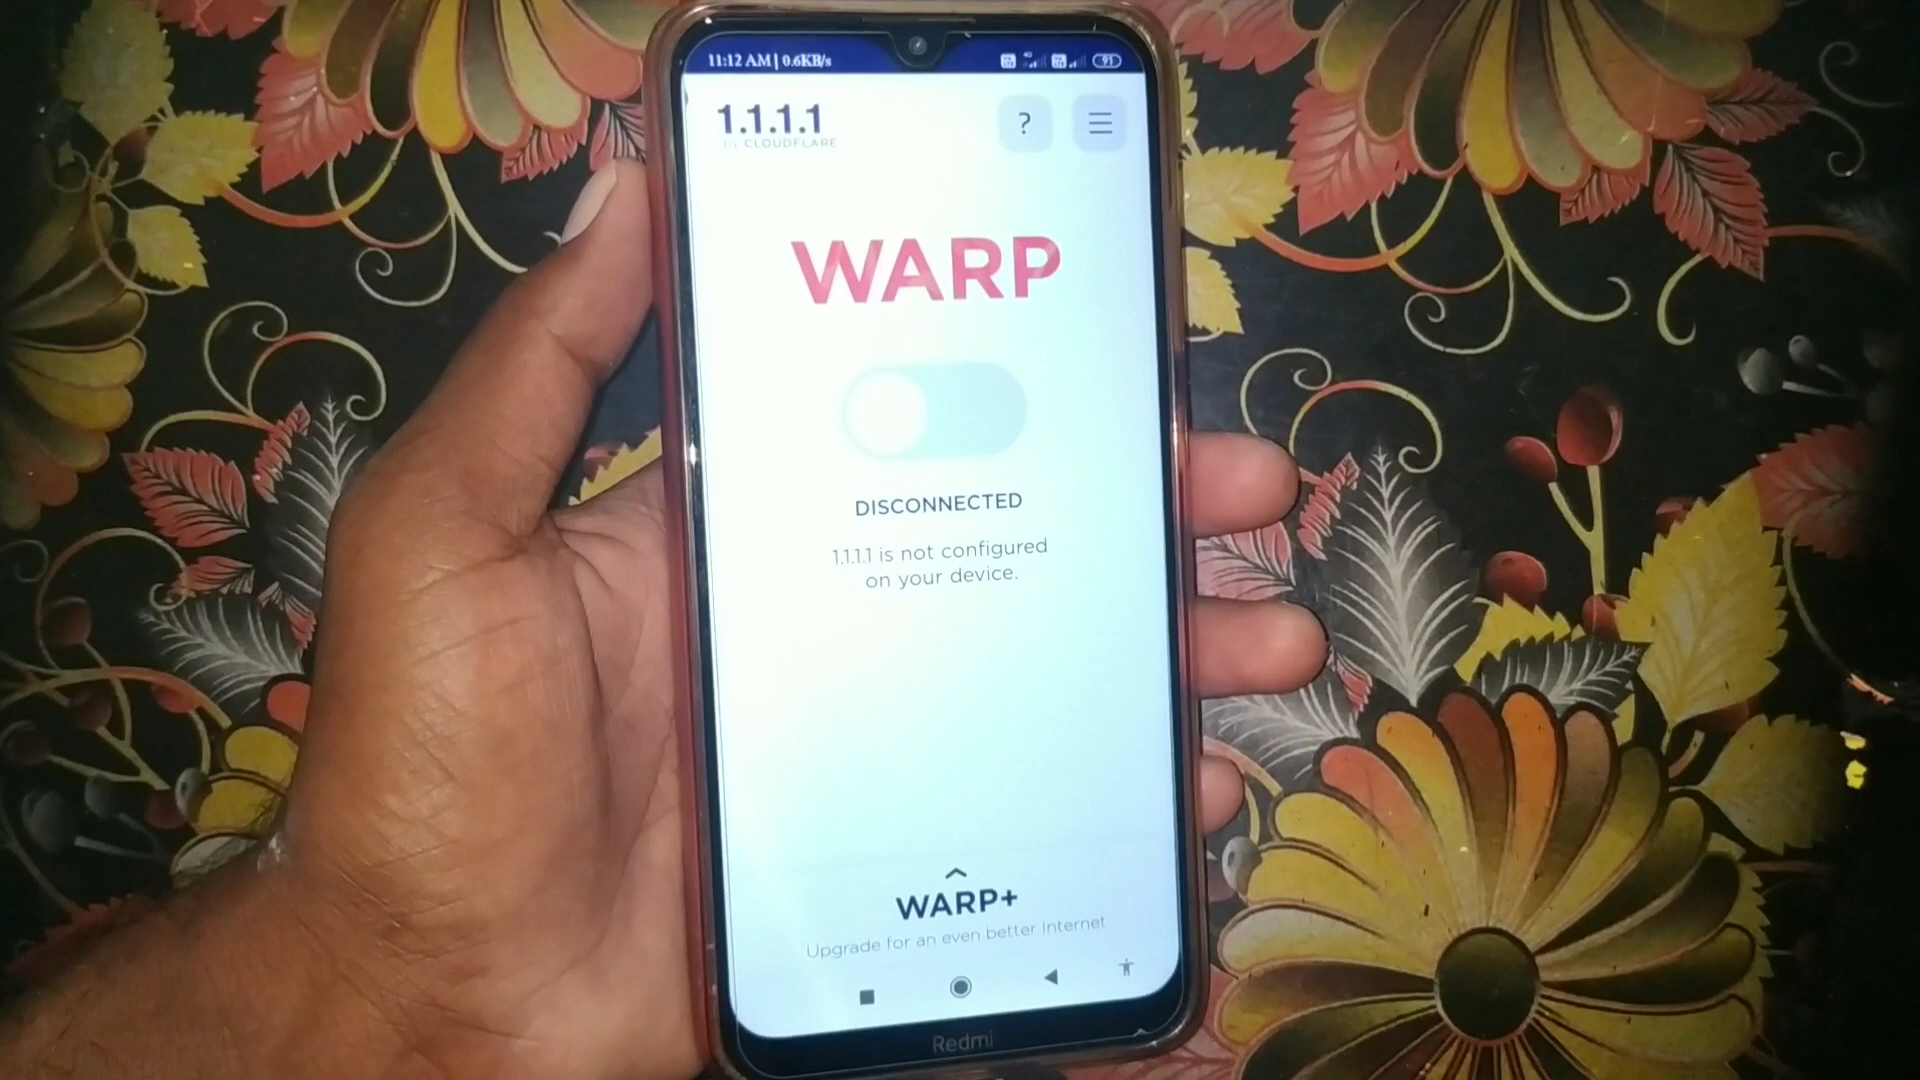 11:12 AM | 0.6KB/s
91
1.1.1.1
by CLOUDFLARE
?
WARP
DISCONNECTED
1.1.1.1 is not configured
on your device.
WARP+
Upgrade for an even better Internet
Redmi